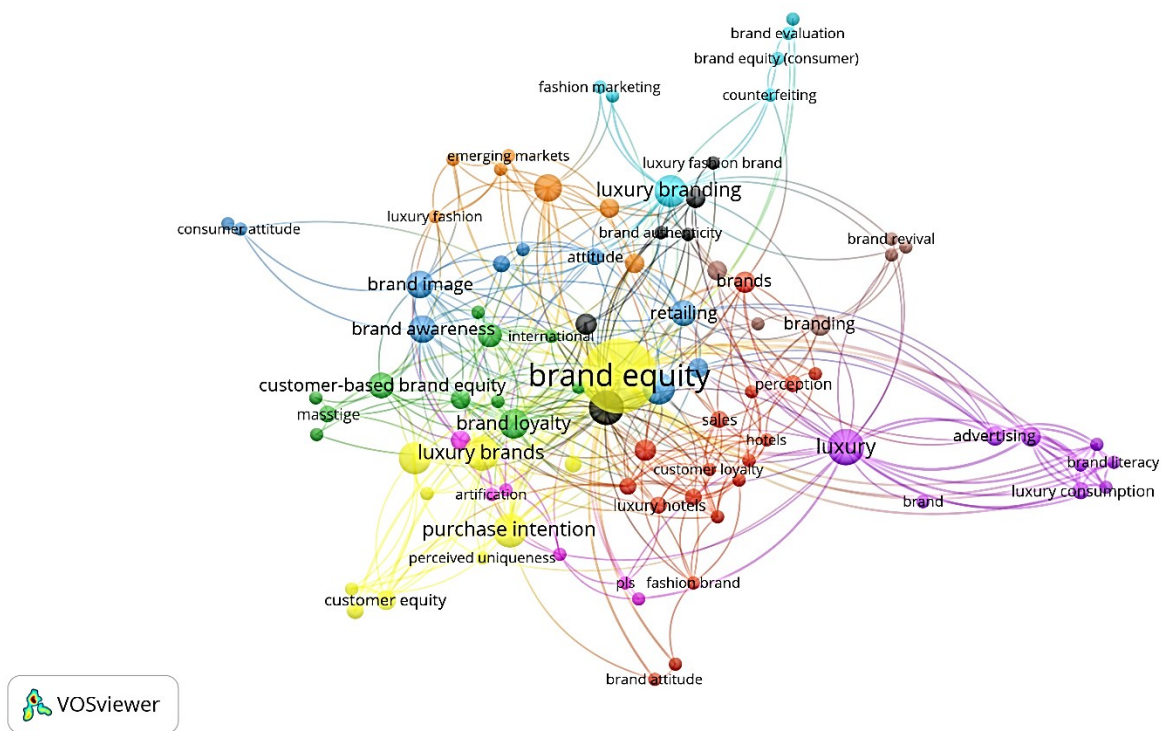 brand evaluation
brand equity (consumer)
fashion marketing
counterfeiting
emerging markets
luxury fashion brand
luxury branding
luxury fashion
consumer attitude
brand authenticity
brand revival
attitude
brand image
brands
retailing
branding
brand awareness
international
brand equity
customer-based brand equity
perception
masstige
sales
brand loyalty
advertising
hotels
luxury
luxury brands
brand literacy
customer loyalty
artification
luxury consumption
luxury hotels
brand
purchase intention
perceived uniqueness
pls
fashion brand
customer equity
brand attitude
VOSviewer